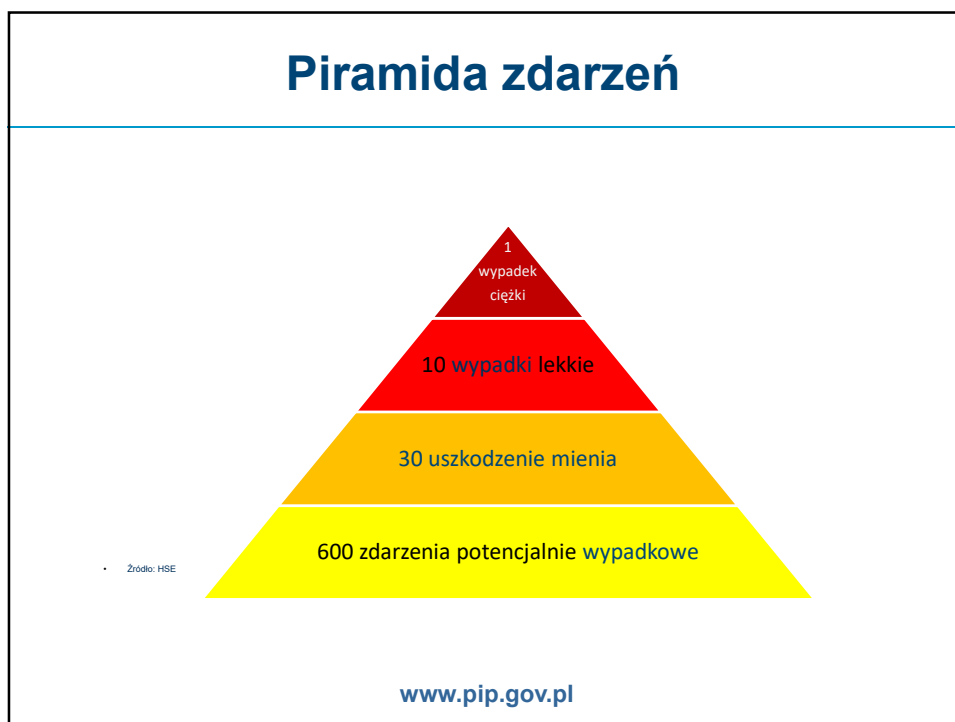 Piramida zdarzeń
1
wypadek
ciężki
10 wypadki lekkie
30 uszkodzenie mienia
600 zdarzenia potencjalnie wypadkowe
• Źródło: HSE
www.pip.gov.pl